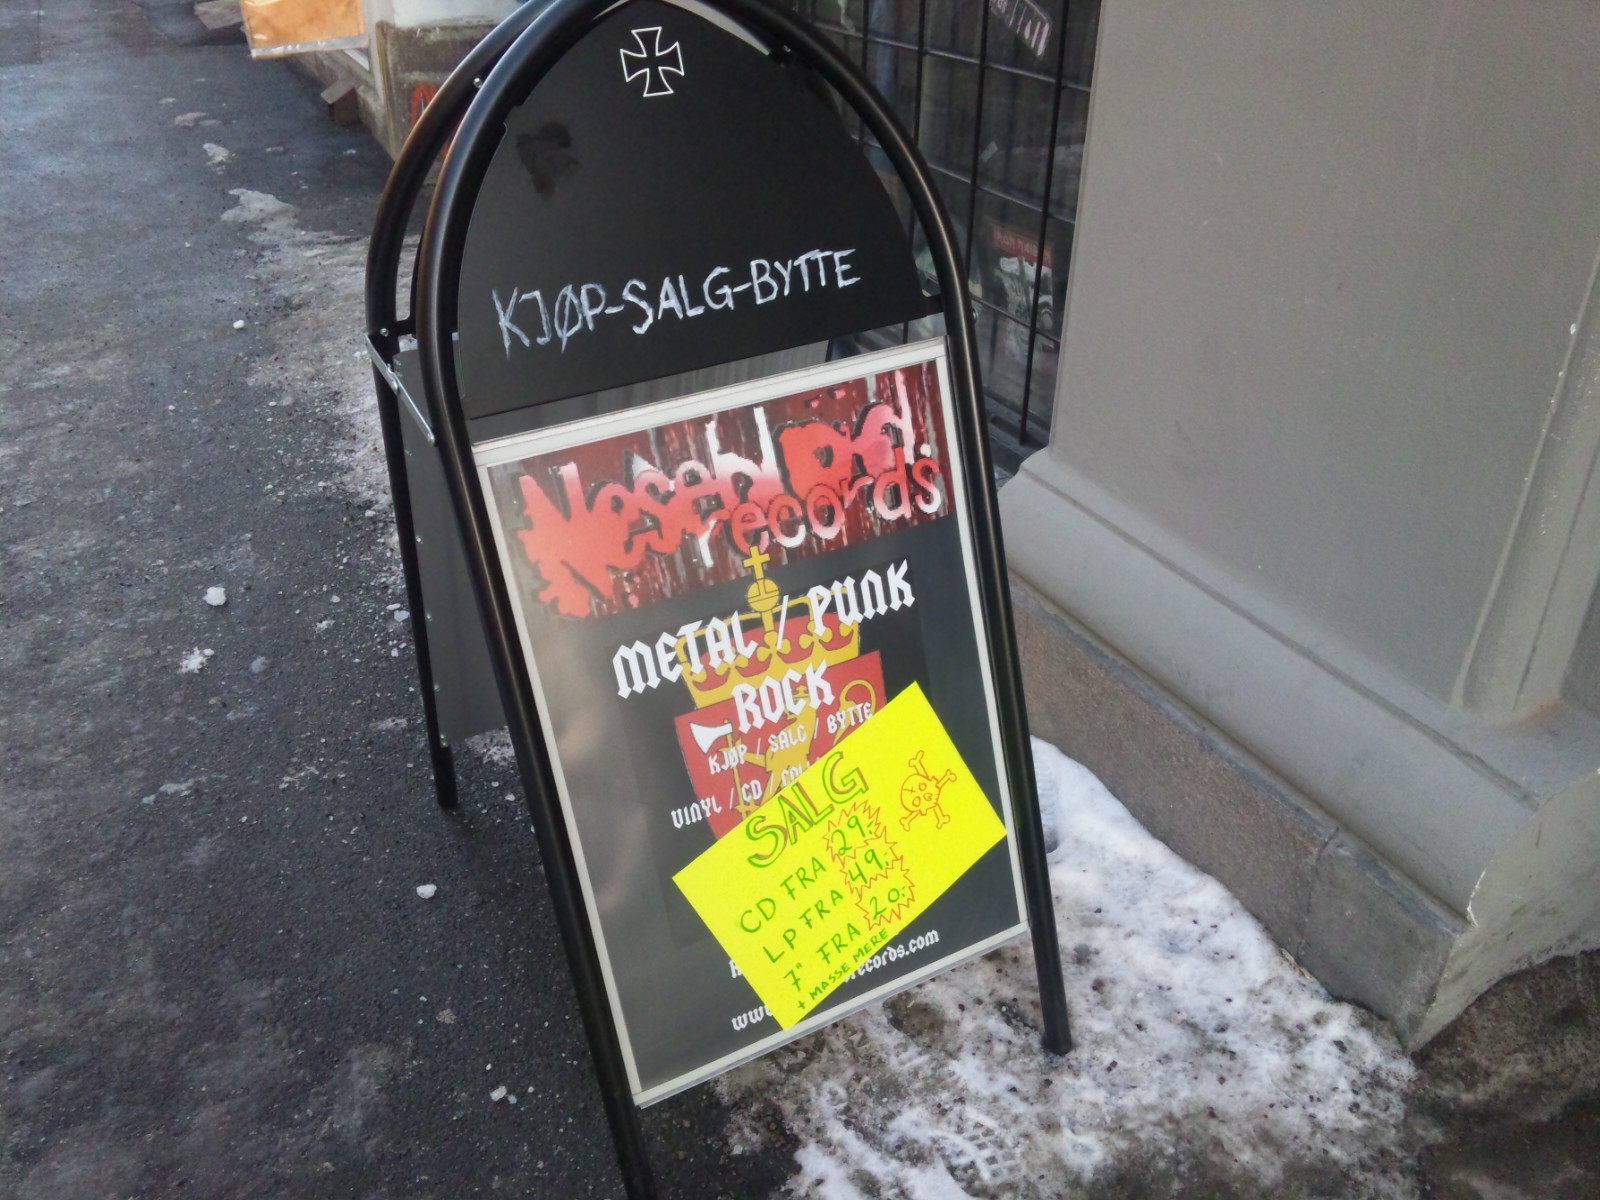 KJØP-SALG-BYTTE
Neseblod
records
METAL / PUNK
ROCK
KJØP / SALG / BYTTE
VINYL / CD /
SALG
CD FRA 29,-
LP FRA 49,-
7" FRA 20,-
+ MASSE MERE